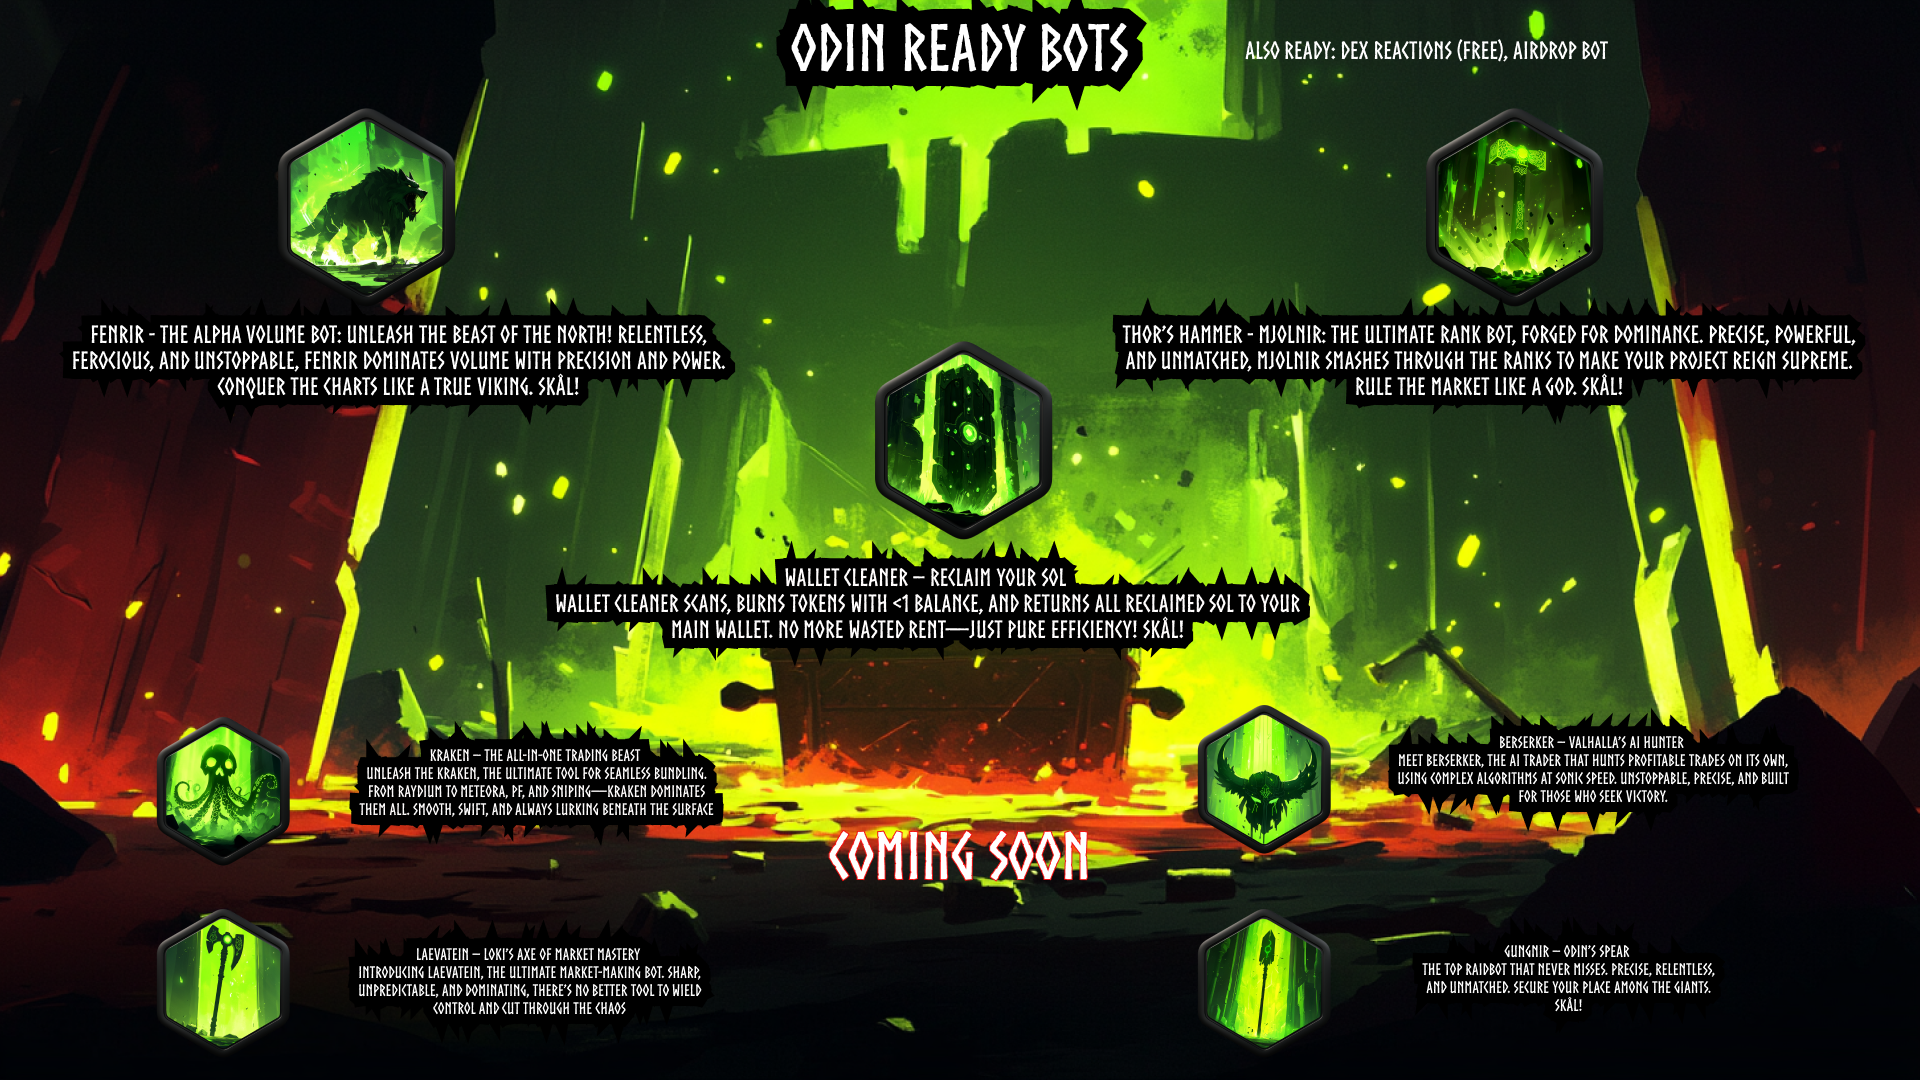 ODIN READY BOTS
ALSO READY: DEX REACTIONS (FREE), AIRDROP BOT
FENRIR - THE ALPHA VOLUME BOT: UNLEASH THE BEAST OF THE NORTH! RELENTLESS,
FEROCIOUS, AND UNSTOPPABLE, FENRIR DOMINATES VOLUME WITH PRECISION AND POWER.
CONQUER THE CHARTS LIKE A TRUE VIKING. SKÅL!
THOR'S HAMMER - MJOLNIR: THE ULTIMATE RANK BOT, FORGED FOR DOMINANCE. PRECISE, POWERFUL,
AND UNMATCHED, MJOLNIR SMASHES THROUGH THE RANKS TO MAKE YOUR PROJECT REIGN SUPREME.
RULE THE MARKET LIKE A GOD. SKÅL!
WALLET CLEANER – RECLAIM YOUR SOL
WALLET CLEANER SCANS, BURNS TOKENS WITH <1 BALANCE, AND RETURNS ALL RECLAIMED SOL TO YOUR
MAIN WALLET. NO MORE WASTED RENT—JUST PURE EFFICIENCY! SKÅL!
KRAKEN – THE ALL-IN-ONE TRADING BEAST
UNLEASH THE KRAKEN, THE ULTIMATE TOOL FOR SEAMLESS BUNDLING.
FROM RAYDIUM TO METEORA, PF, AND SNIPING—KRAKEN DOMINATES
THEM ALL. SMOOTH, SWIFT, AND ALWAYS LURKING BENEATH THE SURFACE
BERSERKER – VALHALLA'S AI HUNTER
MEET BERSERKER, THE AI TRADER THAT HUNTS PROFITABLE TRADES ON ITS OWN,
USING COMPLEX ALGORITHMS AT SONIC SPEED. UNSTOPPABLE, PRECISE, AND BUILT
FOR THOSE WHO SEEK VICTORY.
COMING SOON
LAEVATEIN – LOKI'S AXE OF MARKET MASTERY
INTRODUCING LAEVATEIN, THE ULTIMATE MARKET-MAKING BOT. SHARP,
UNPREDICTABLE, AND DOMINATING, THERE'S NO BETTER TOOL TO WIELD
CONTROL AND CUT THROUGH THE CHAOS
GUNGNIR – ODIN'S SPEAR
THE TOP RAIDBOT THAT NEVER MISSES. PRECISE, RELENTLESS,
AND UNMATCHED. SECURE YOUR PLACE AMONG THE GIANTS.
SKÅL!